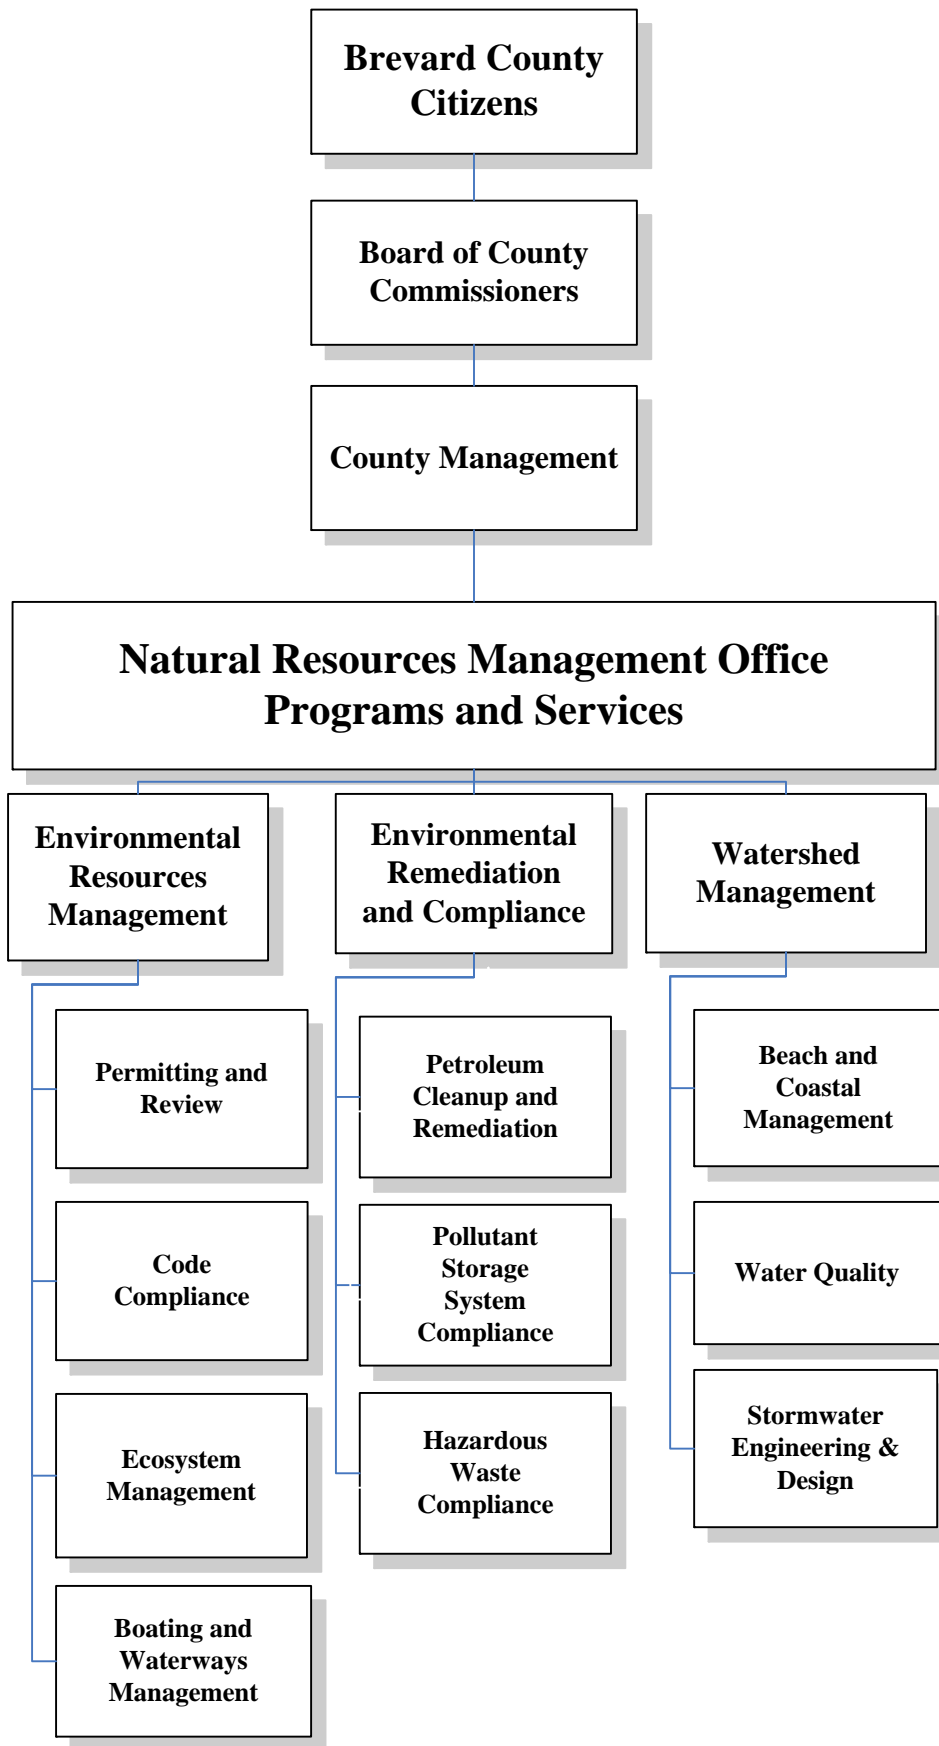 Brevard County
Citizens
Board of County
Commissioners
County Management
Natural Resources Management Office
Programs and Services
Environmental
Resources
Management
Permitting and
Review
Code
Compliance
Ecosystem
Management
Boating and
Waterways
Management
Environmental
Remediation
and Compliance
Petroleum
Cleanup and
Remediation
Pollutant
Storage
System
Compliance
Hazardous
Waste
Compliance
Watershed
Management
Beach and
Coastal
Management
Water Quality
Stormwater
Engineering &
Design